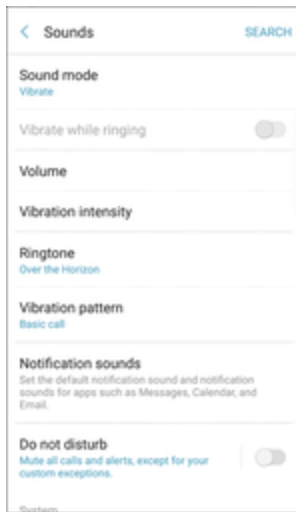 Sounds SEARCH
Sound mode
Vibrate
Vibrate while ringing
Volume
Vibration intensity
Ringtone
Over the Horizon
Vibration pattern
Basic call
Notification sounds
Set the default notification sound and notification
sounds for apps such as Messages, Calendar, and
Email.
Do not disturb
Mute all calls and alerts, except for your
custom exceptions.
System